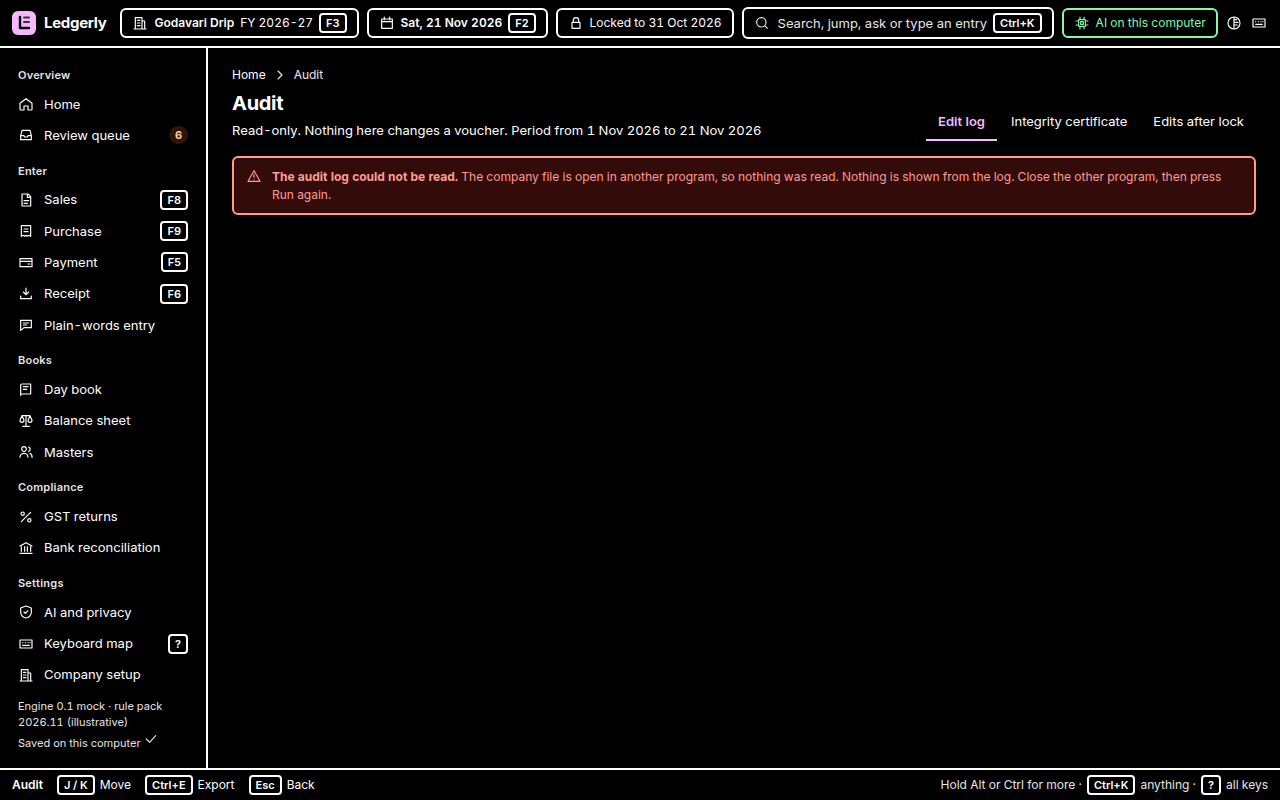 Ledgerly
Godavari Drip FY 2026-27 F3
Sat, 21 Nov 2026 F2
Locked to 31 Oct 2026
Search, jump, ask or type an entry Ctrl+K
AI on this computer
Overview
Home
Review queue 6
Enter
Sales F8
Purchase F9
Payment F5
Receipt F6
Plain-words entry
Books
Day book
Balance sheet
Masters
Compliance
GST returns
Bank reconciliation
Settings
AI and privacy
Keyboard map ?
Company setup
Engine 0.1 mock · rule pack
2026.11 (illustrative)
Saved on this computer
Home Audit
Audit
Read-only. Nothing here changes a voucher. Period from 1 Nov 2026 to 21 Nov 2026
Edit log Integrity certificate Edits after lock
The audit log could not be read. The company file is open in another program, so nothing was read. Nothing is shown from the log. Close the other program, then press
Run again.
Audit J / K Move Ctrl+E Export Esc Back
Hold Alt or Ctrl for more · Ctrl+K anything · ? all keys